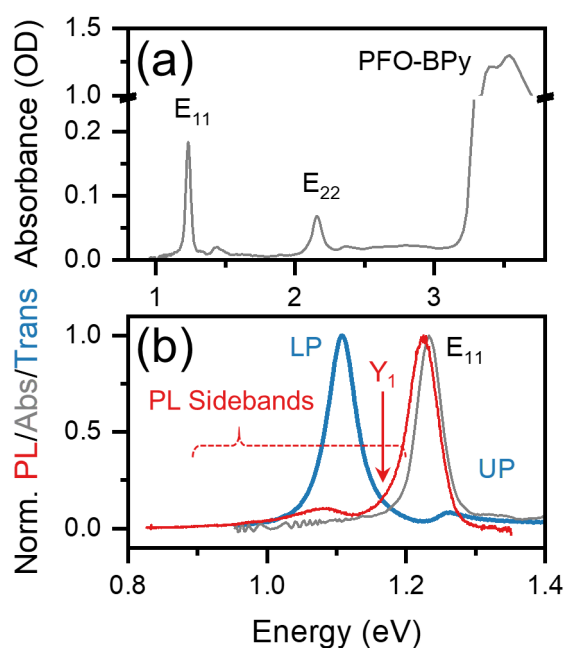 (a)
PFO-BPy
E₁₁
E₂₂
Absorbance (OD)
1.5
1.0
0.2
0.1
0.0
1 2 3
(b)
LP
Y₁
E₁₁
PL Sidebands
UP
Norm. PL/Abs/Trans
1.0
0.5
0.0
0.8 1.0 1.2 1.4
Energy (eV)